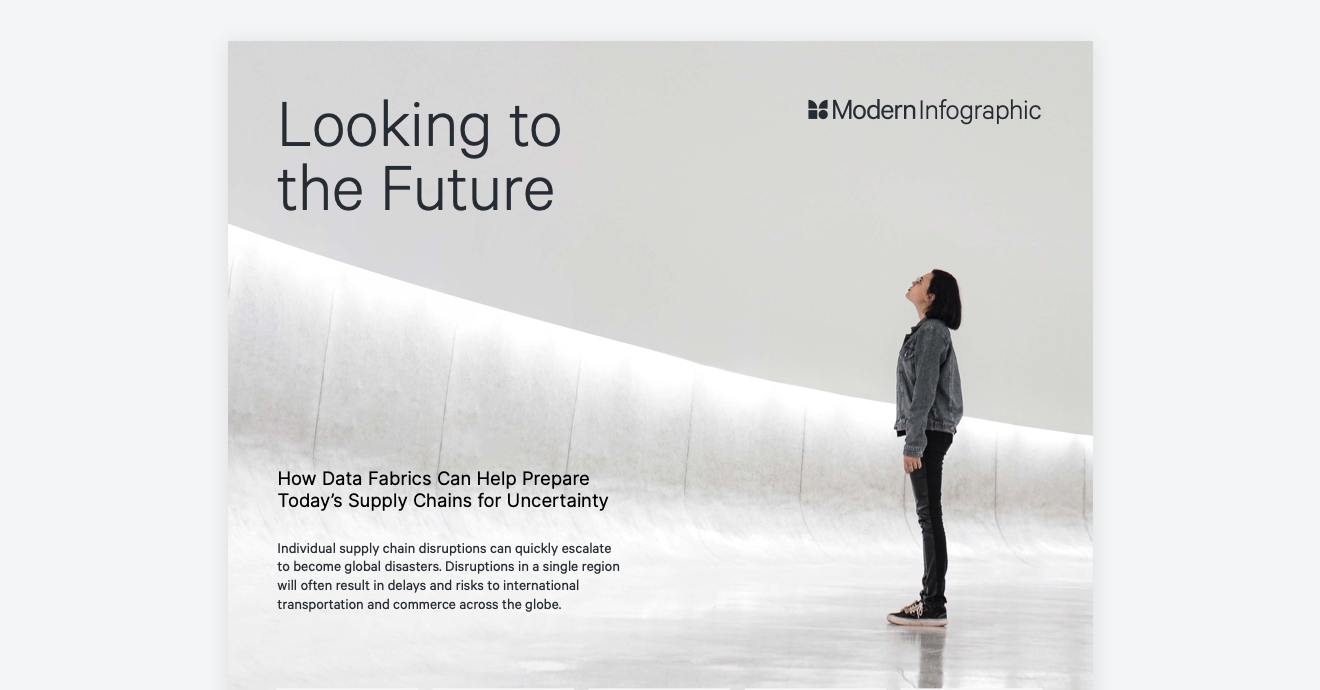 Looking to
the Future
Modern Infographic
How Data Fabrics Can Help Prepare
Today’s Supply Chains for Uncertainty
Individual supply chain disruptions can quickly escalate
to become global disasters. Disruptions in a single region
will often result in delays and risks to international
transportation and commerce across the globe.